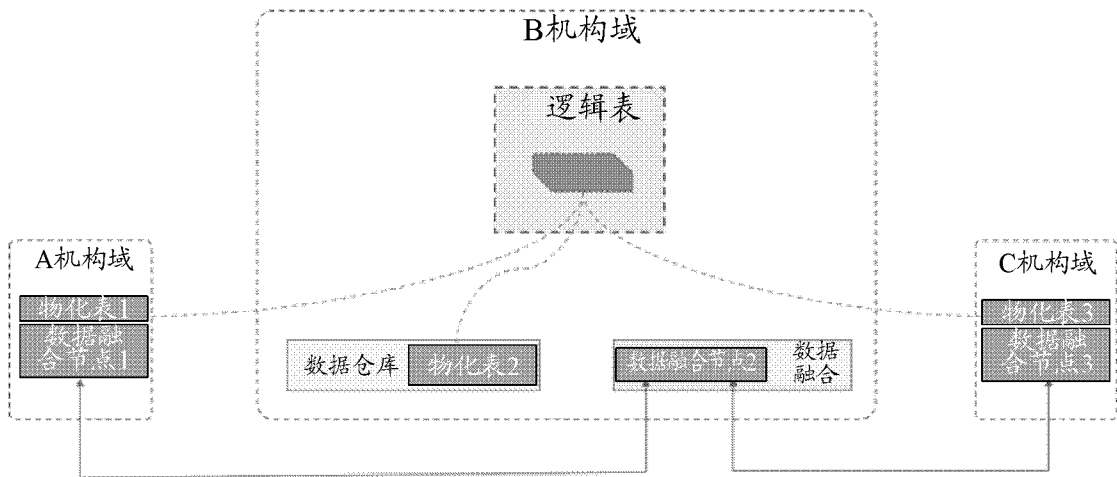 B机构域
逻辑表
A机构域
物化表1
数据融
合节点1
数据仓库
物化表2
数据融合节点2
数据
融合
C机构域
物化表3
数据融
合节点3